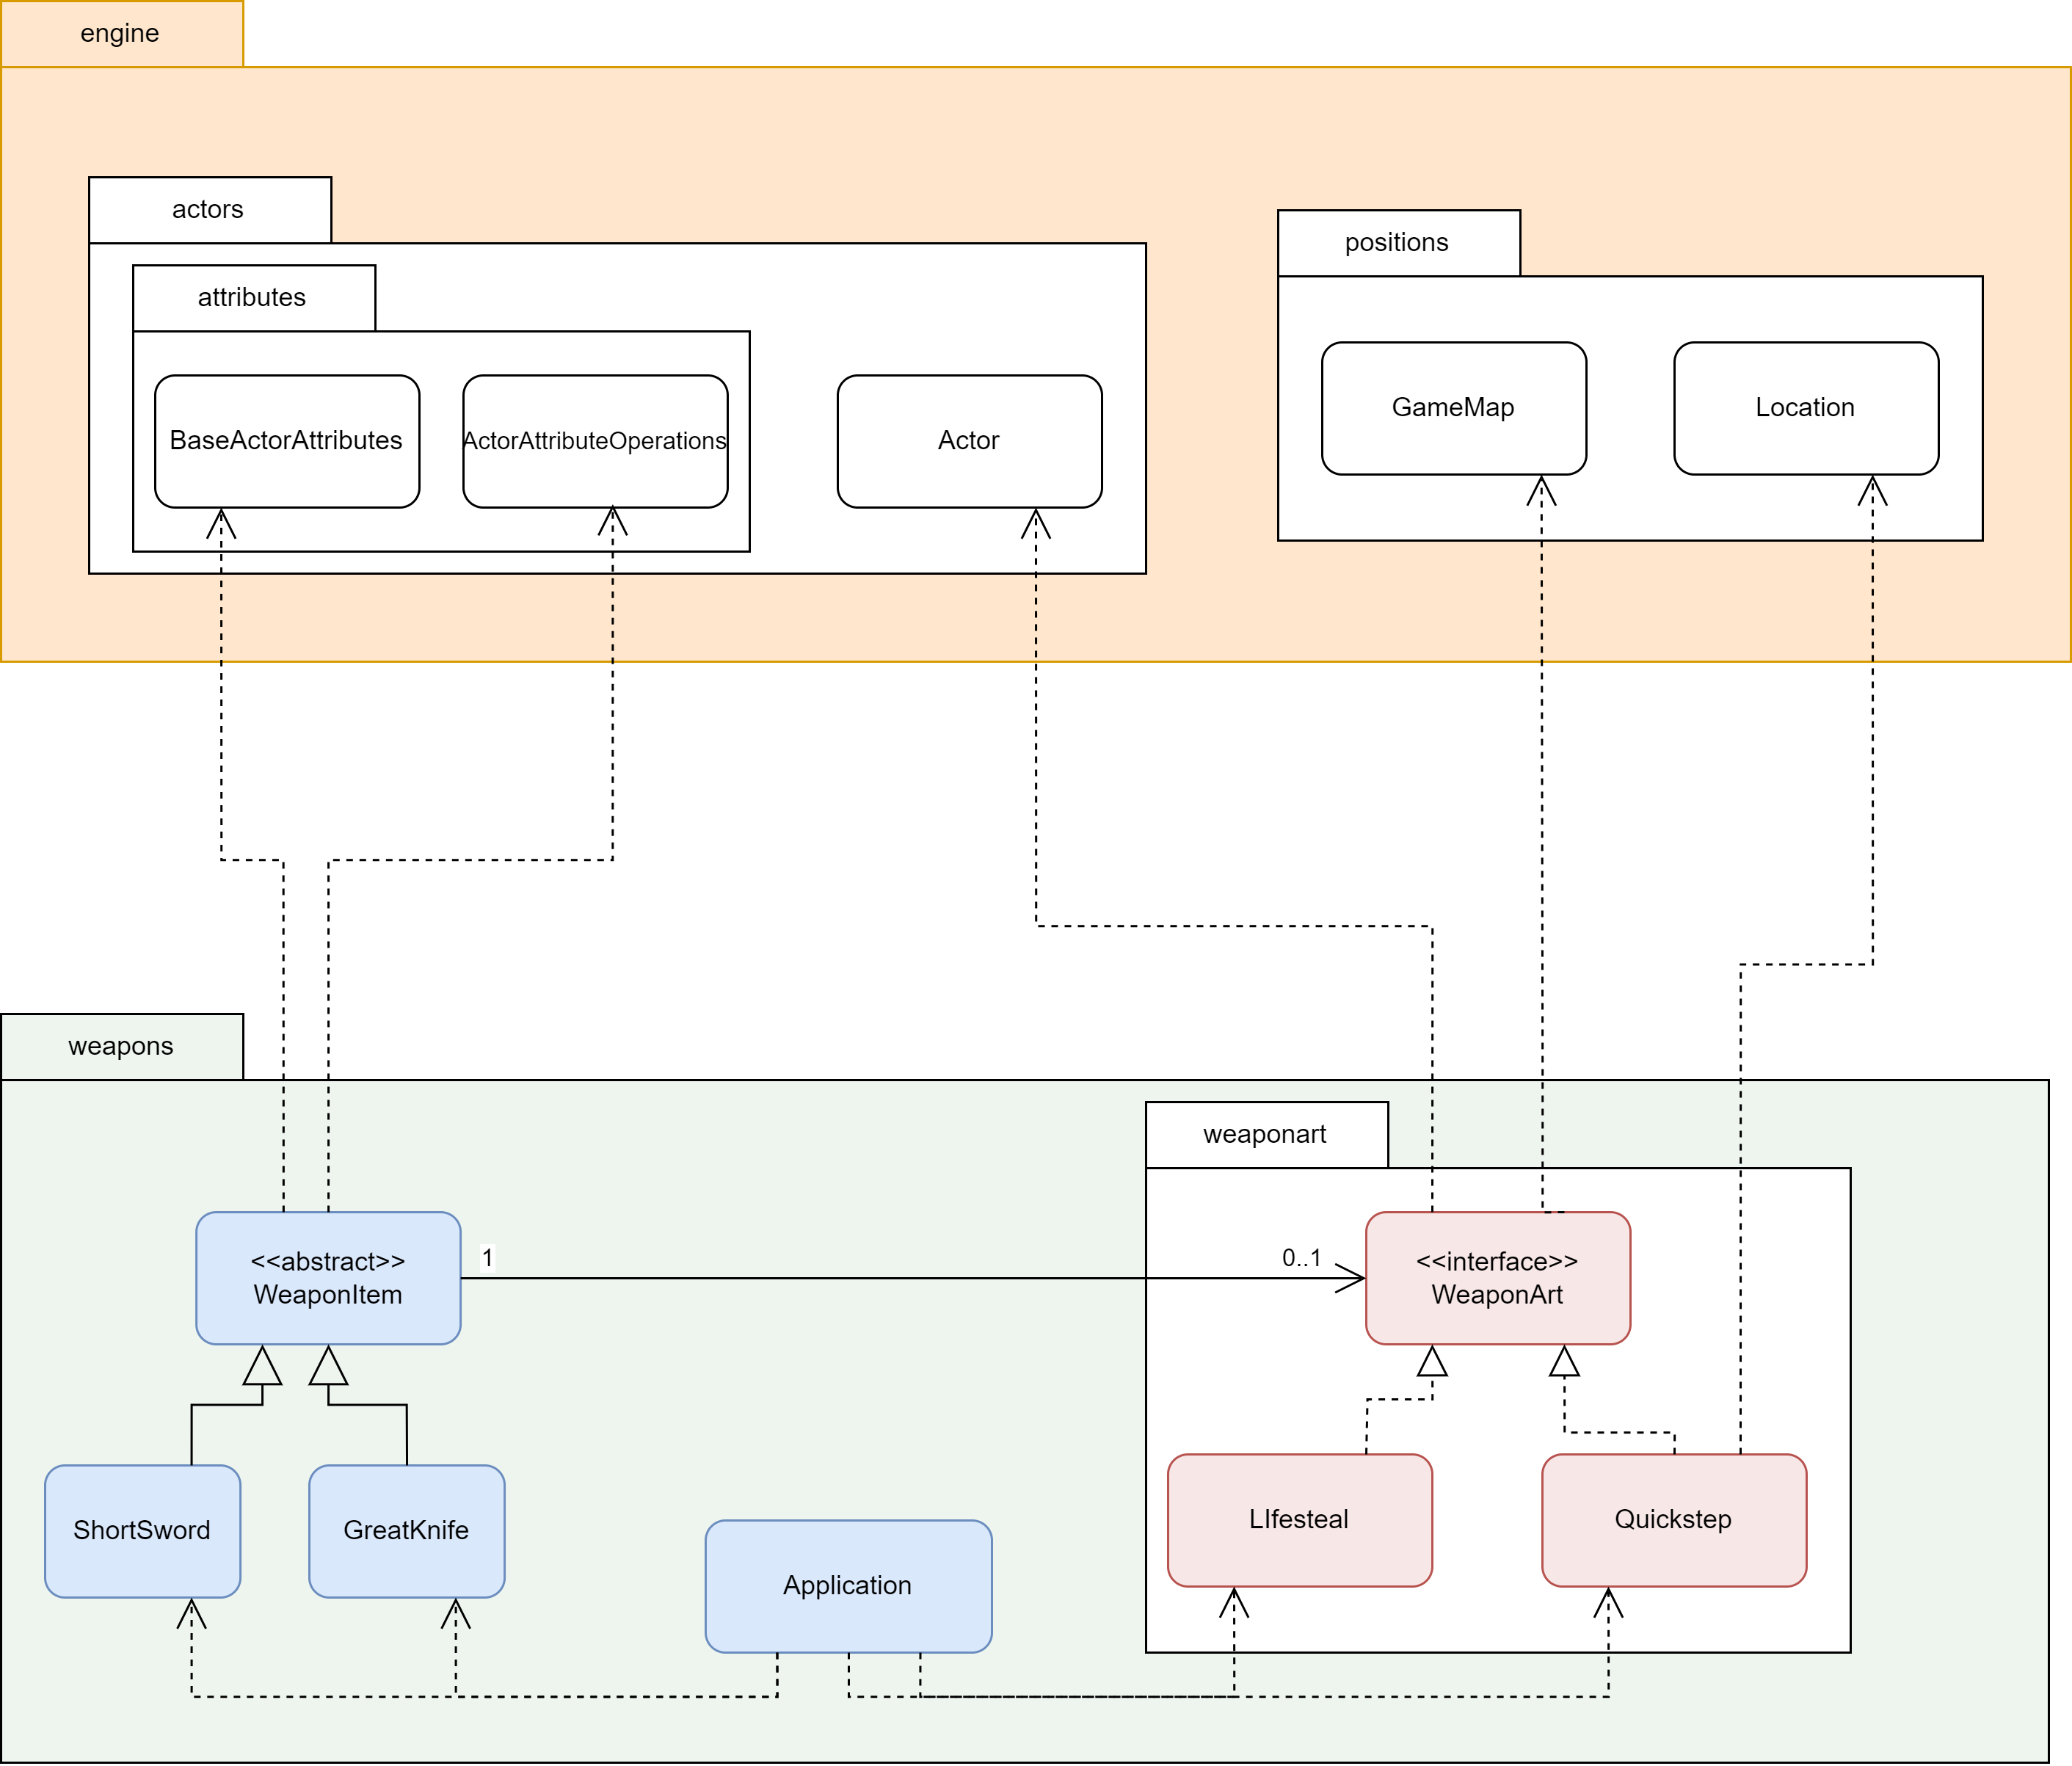 engine
actors
positions
attributes
GameMap
Location
BaseActorAttributes
ActorAttributeOperations
Actor
weapons
weaponart
<<abstract>>
WeaponItem
1
0..1
<<interface>>
WeaponArt
ShortSword
GreatKnife
Application
LIfesteal
Quickstep